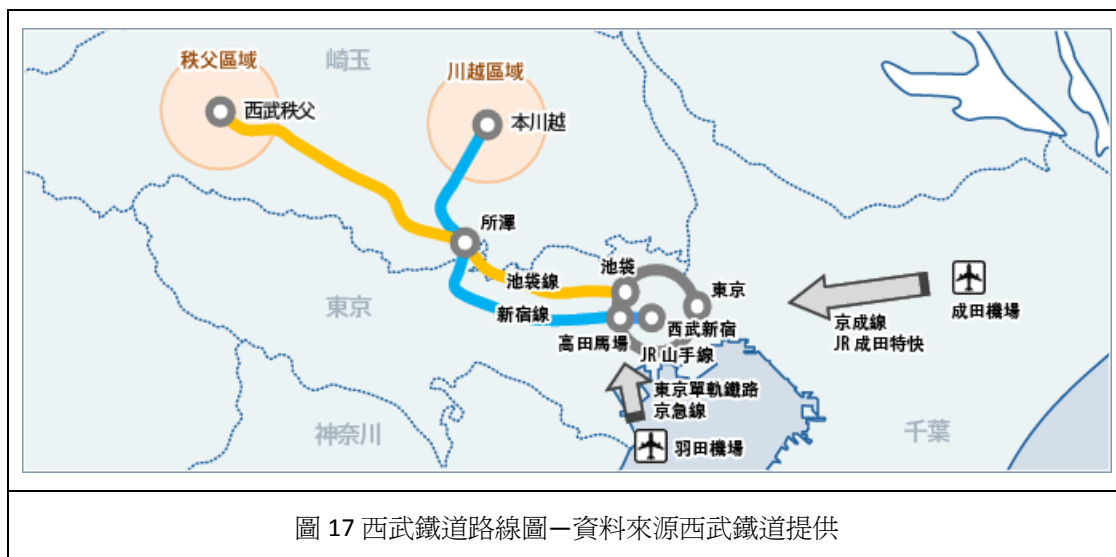 秩父區域
崎玉
川越區域
西武秩父
本川越
所澤
池袋線
池袋
東京
成田機場
東京
新宿線
西武新宿
高田馬場
JR山手線
京成線
JR成田特快
東京單軌鐵路
京急線
神奈川
羽田機場
千葉
圖 17 西武鐵道路線圖—資料來源西武鐵道提供